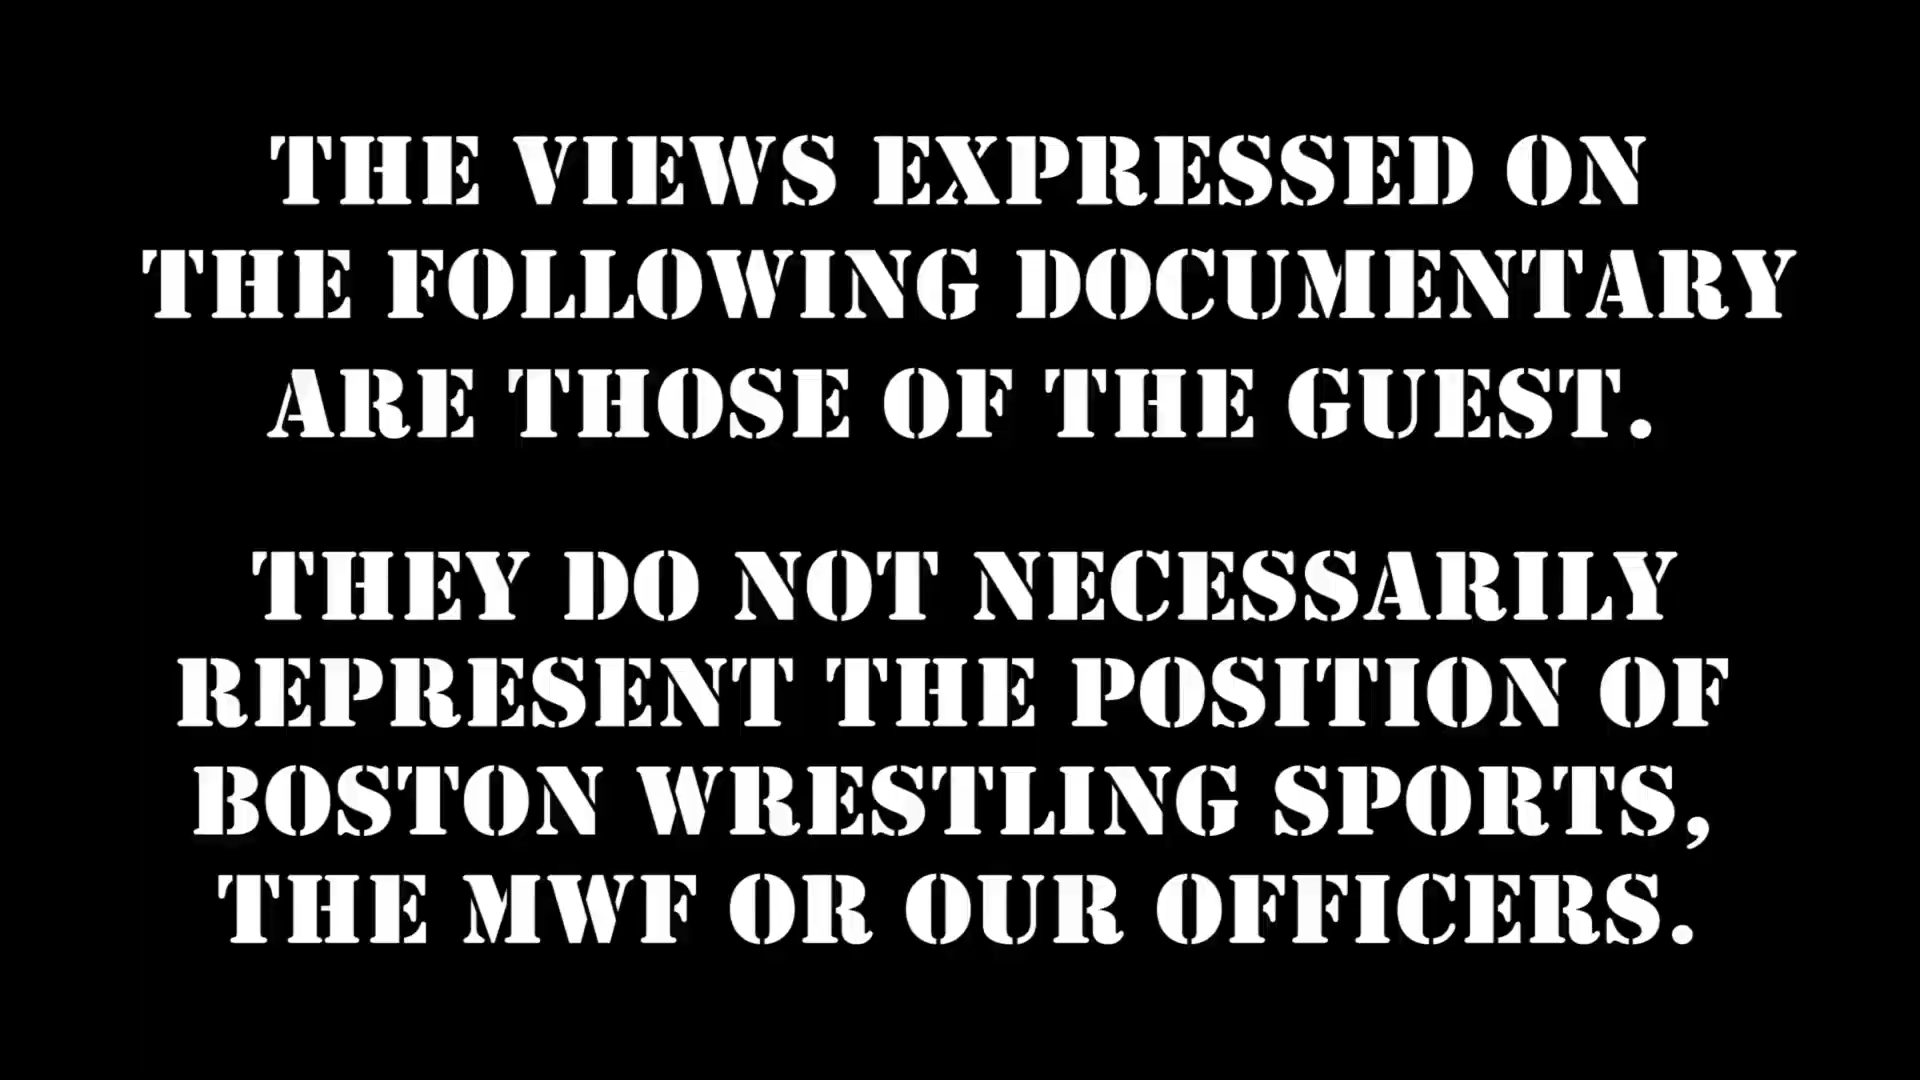 THE VIEWS EXPRESSED ON
THE FOLLOWING DOCUMENTARY
ARE THOSE OF THE GUEST.
THEY DO NOT NECESSARILY
REPRESENT THE POSITION OF
BOSTON WRESTLING SPORTS,
THE MWF OR OUR OFFICERS.